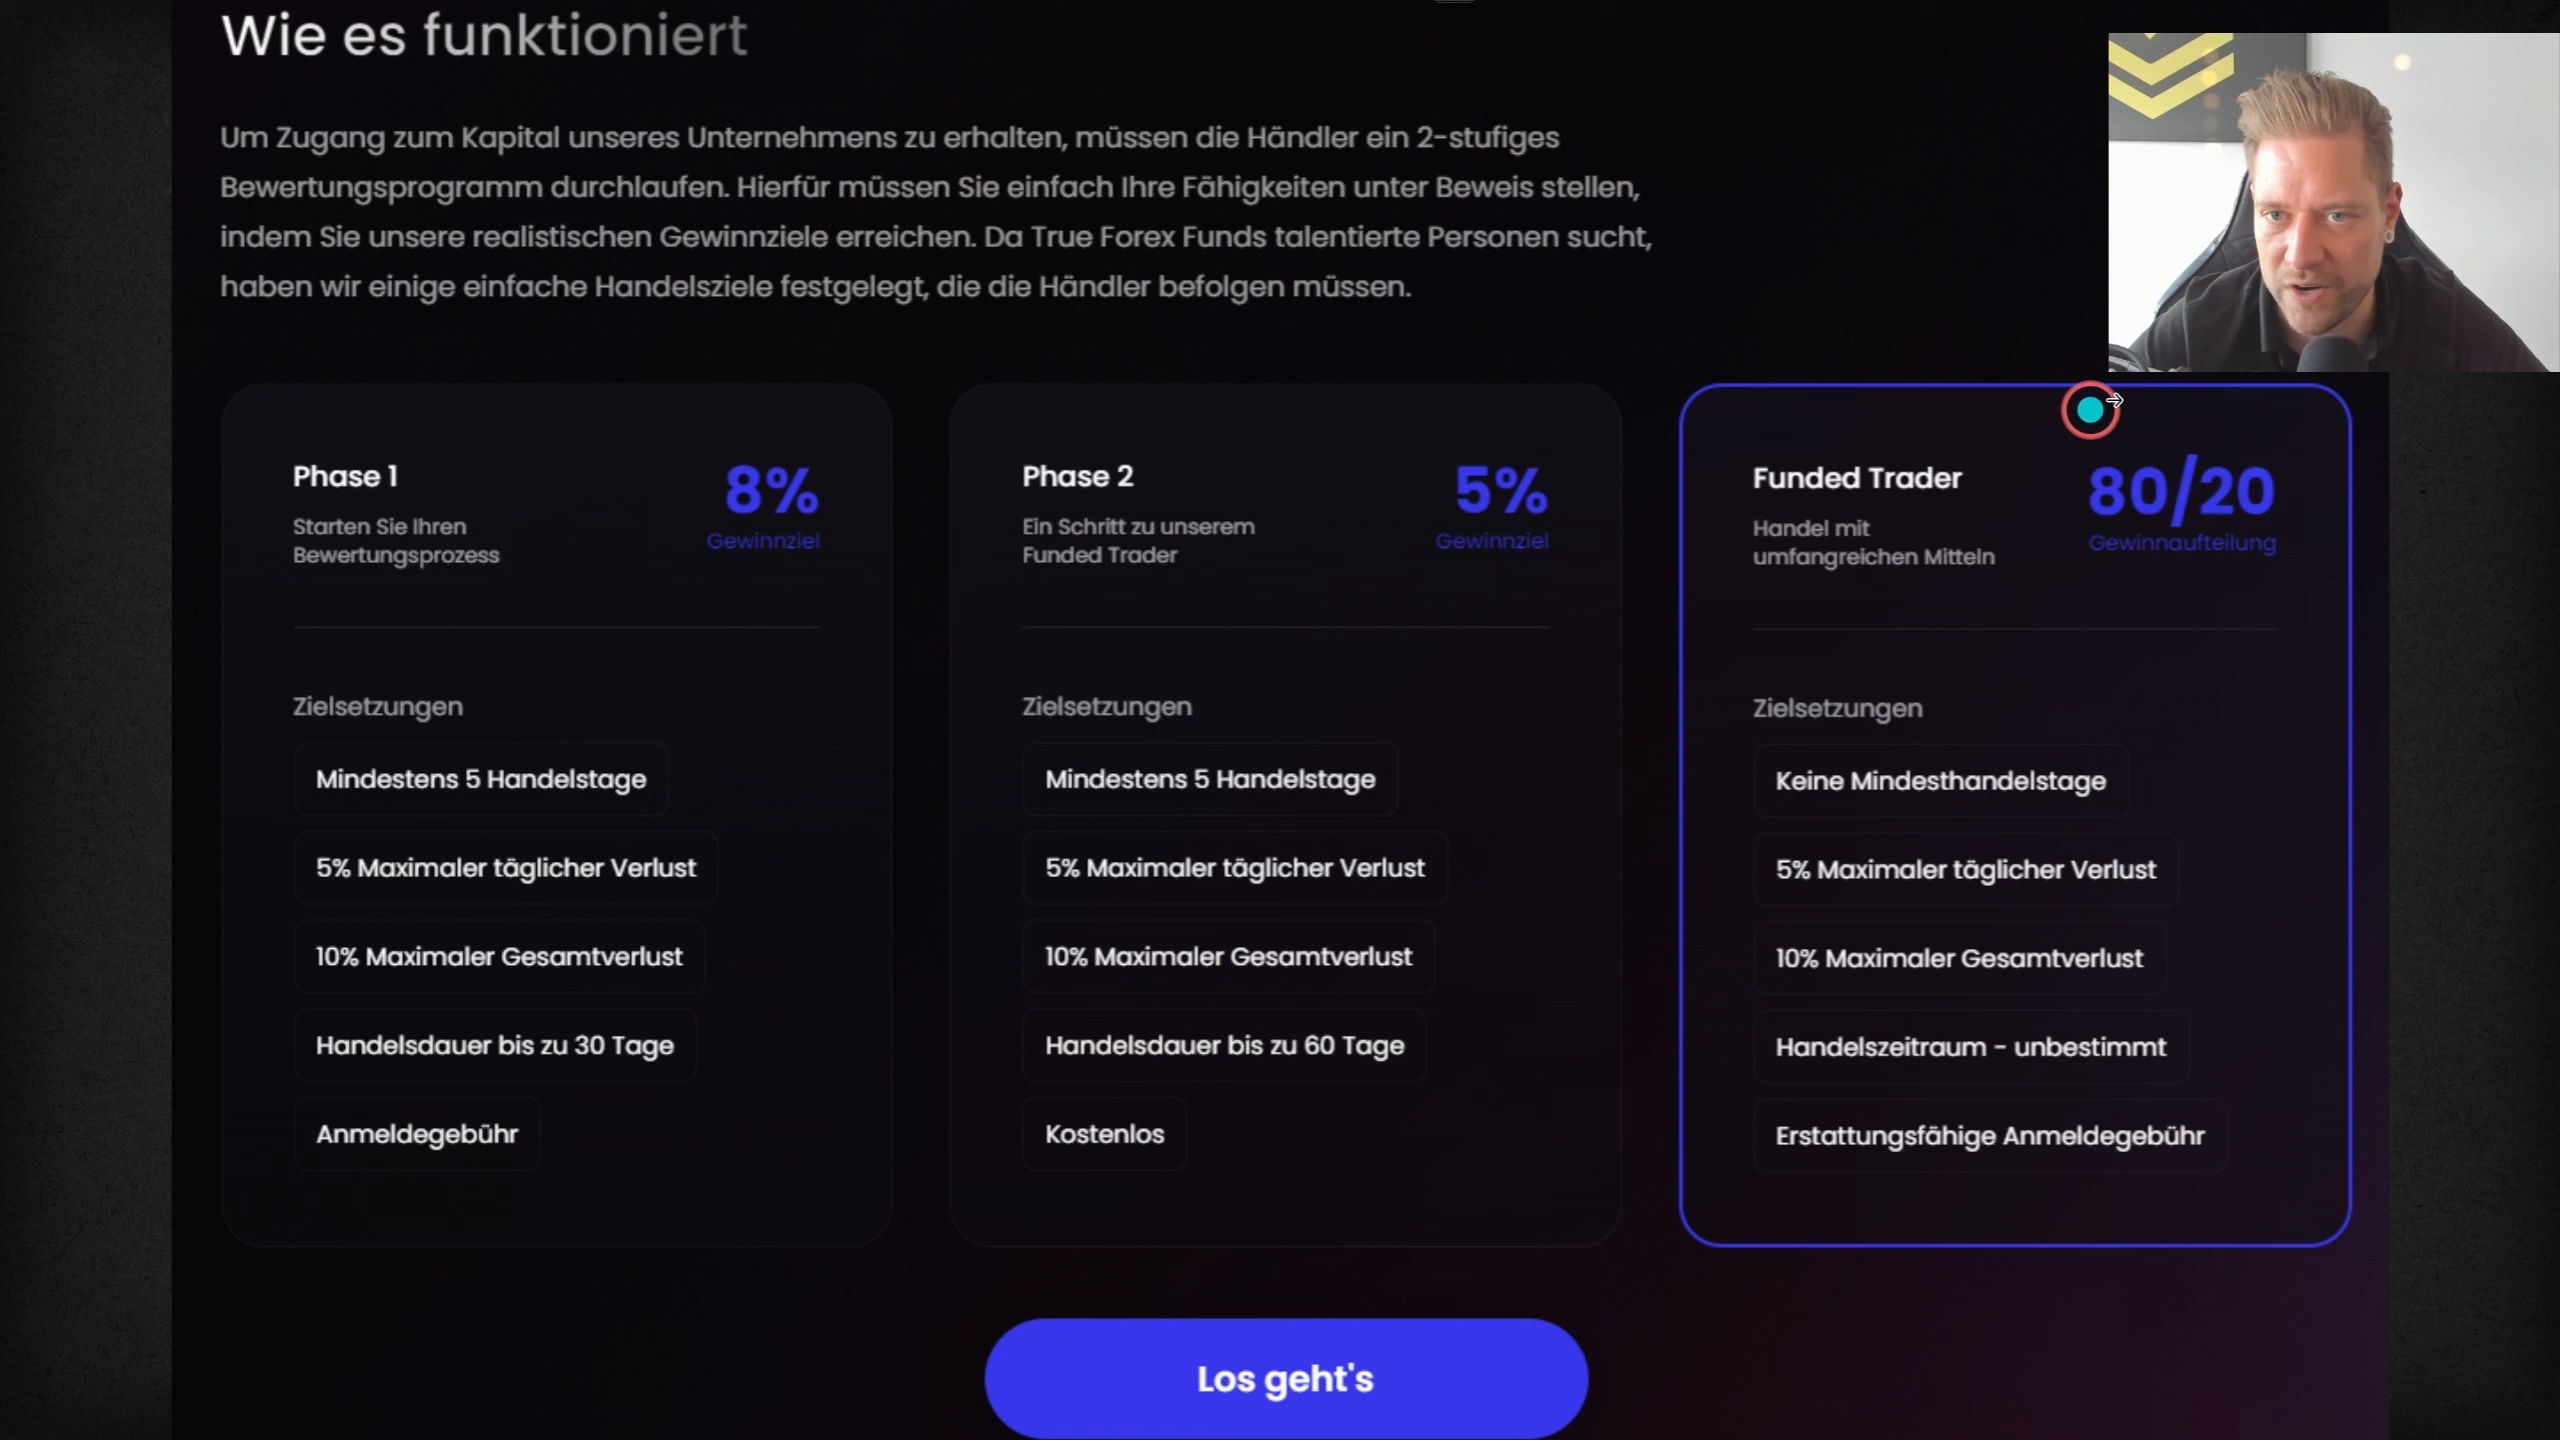 Wie es funktioniert
Um Zugang zum Kapital unseres Unternehmens zu erhalten, müssen die Händler ein 2-stufiges
Bewertungsprogramm durchlaufen. Hierfür müssen Sie einfach Ihre Fähigkeiten unter Beweis stellen,
indem Sie unsere realistischen Gewinnziele erreichen. Da True Forex Funds talentierte Personen sucht,
haben wir einige einfache Handelsziele festgelegt, die die Händler befolgen müssen.
Phase 1
8%
Gewinnziel
Starten Sie Ihren
Bewertungsprozess
Zielsetzungen
Mindestens 5 Handelstage
5% Maximaler täglicher Verlust
10% Maximaler Gesamtverlust
Handelsdauer bis zu 30 Tage
Anmeldegebühr
Phase 2
5%
Gewinnziel
Ein Schritt zu unserem
Funded Trader
Zielsetzungen
Mindestens 5 Handelstage
5% Maximaler täglicher Verlust
10% Maximaler Gesamtverlust
Handelsdauer bis zu 60 Tage
Kostenlos
Funded Trader
80/20
Gewinnaufteilung
Handel mit
umfangreichen Mitteln
Zielsetzungen
Keine Mindesthandelstage
5% Maximaler täglicher Verlust
10% Maximaler Gesamtverlust
Handelszeitraum - unbestimmt
Erstattungsfähige Anmeldegebühr
Los geht's